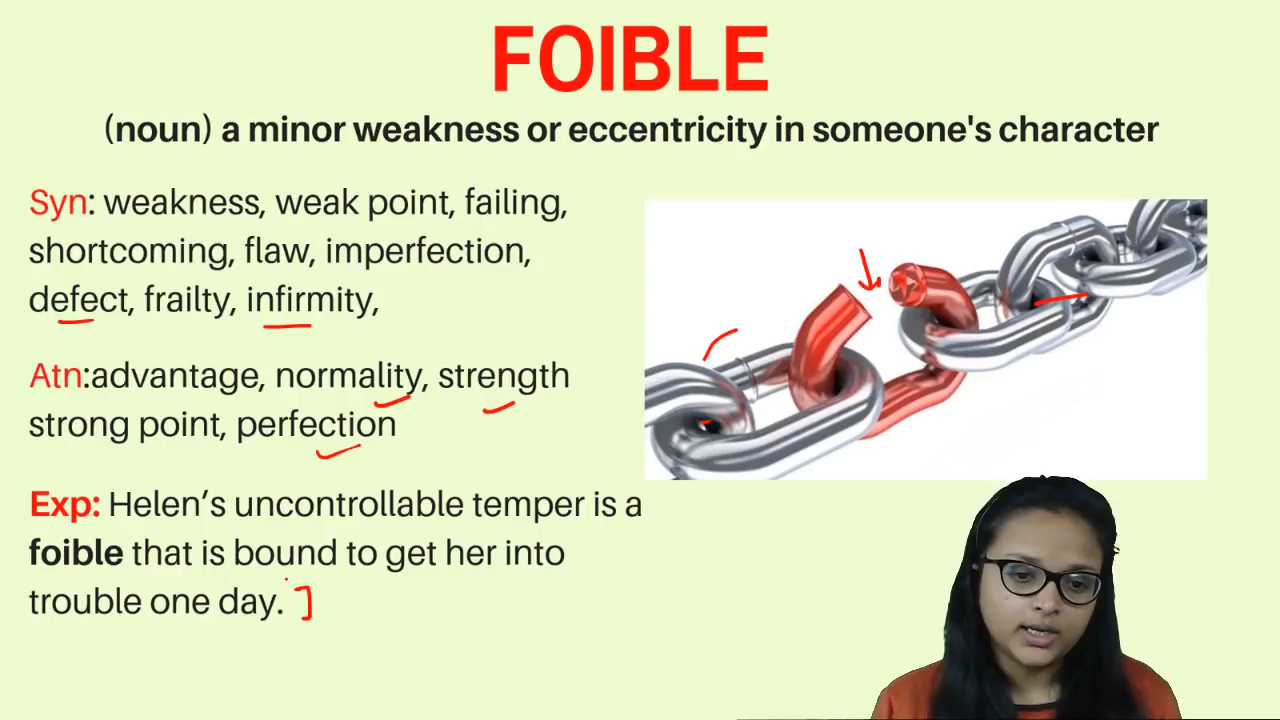 FOIBLE
(noun) a minor weakness or eccentricity in someone's character
Syn: weakness, weak point, failing,
shortcoming, flaw, imperfection,
defect, frailty, infirmity,
Atn:advantage, normality, strength
strong point, perfection
Exp: Helen‘s uncontrollable temper is a
foible that is bound to get her into
trouble one day.